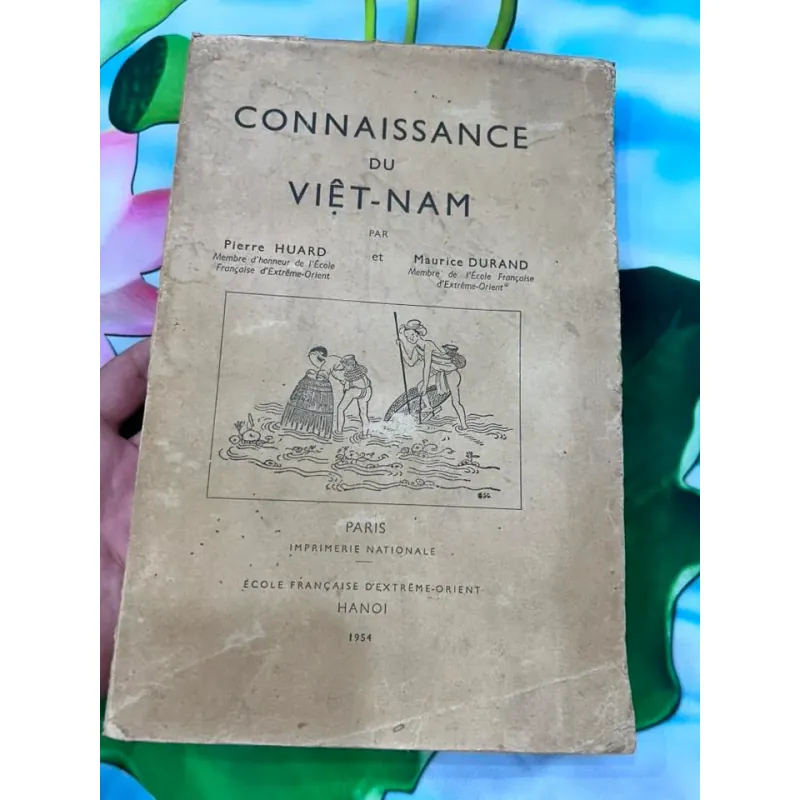 CONNAISSANCE
DU
VIỆT-NAM
PAR
Pierre HUARD
Membre d'honneur de l'École
Française d'Extrême-Orient
et
Maurice DURAND
Membre de l'École Française
d'Extrême-Orient
PARIS
IMPRIMERIE NATIONALE
ÉCOLE FRANÇAISE D'EXTRÊME-ORIENT
HANOI
1954